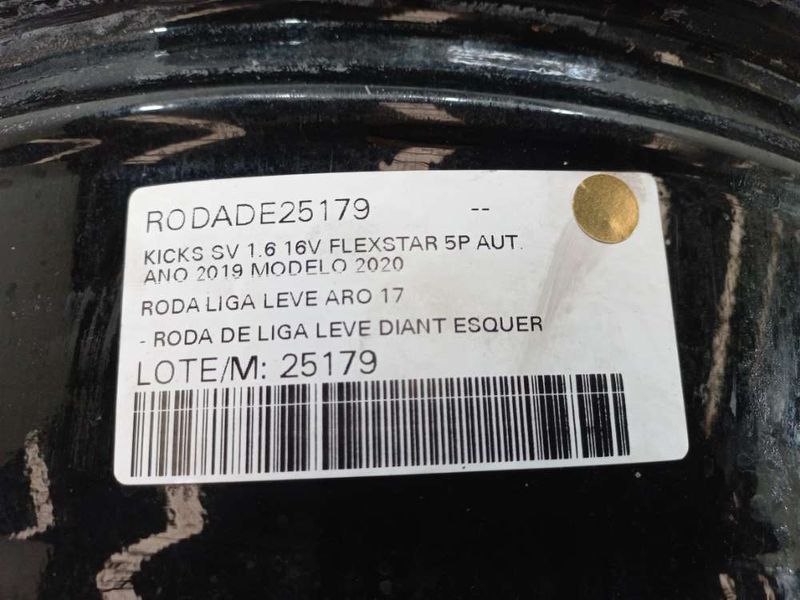 RODADE25179 --
KICKS SV 1.6 16V FLEXSTAR 5P AUT.
ANO 2019 MODELO 2020
RODA LIGA LEVE ARO 17
- RODA DE LIGA LEVE DIANT ESQUER
LOTE/M: 25179